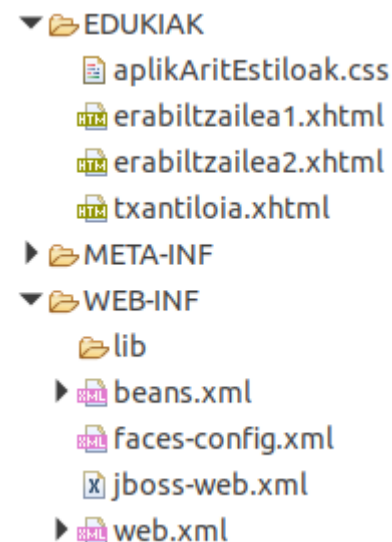 EDUKIAK
aplikAritEstiloak.css
erabiltzailea1.xhtml
erabiltzailea2.xhtml
txantiloia.xhtml
META-INF
WEB-INF
lib
beans.xml
faces-config.xml
jboss-web.xml
web.xml